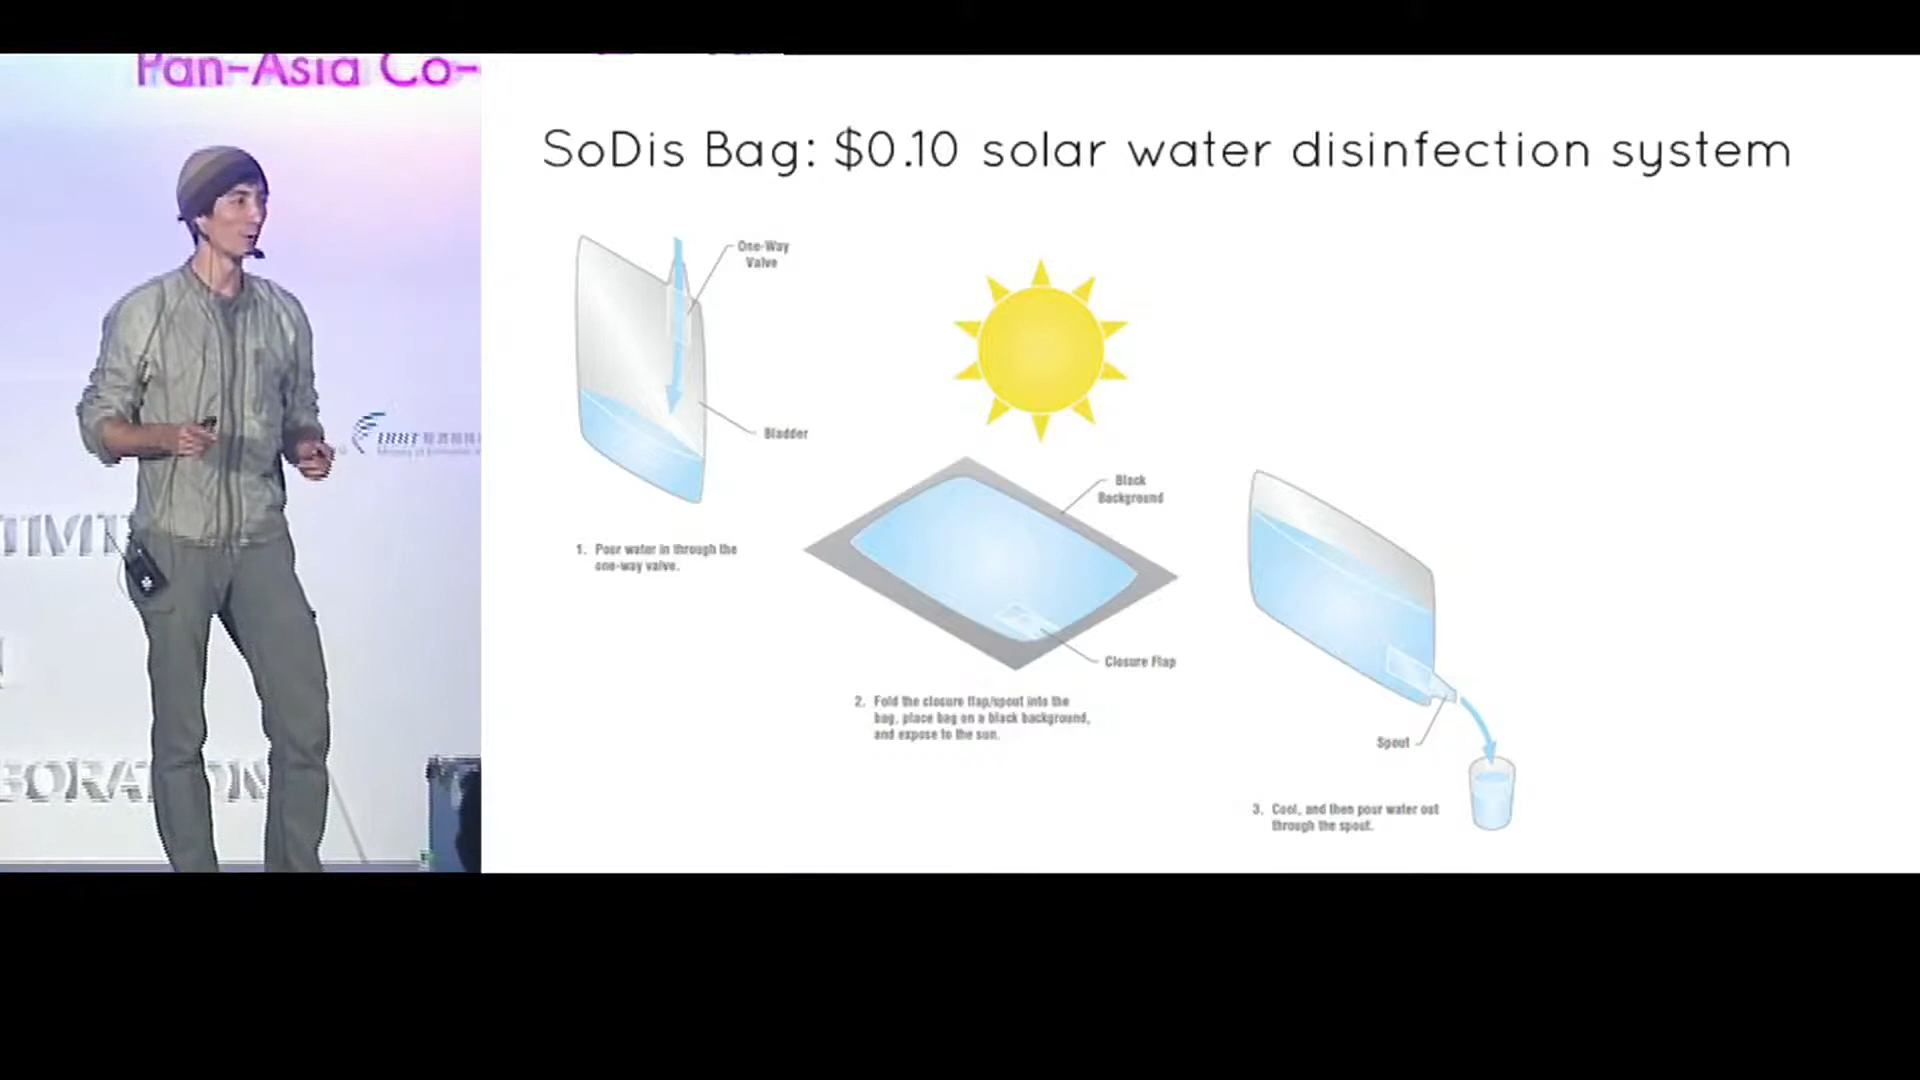 Pan-Asia Co-
SoDis Bag: $0.10 solar water disinfection system
One-Way
Valve
Bladder
1. Pour water in through the
one-way valve.
Black
Background
Closure Flap
2. Fold the closure flap/spout into the
bag, place bag on a black background,
and expose to the sun.
Spout
3. Cool, and then pour water out
through the spout.